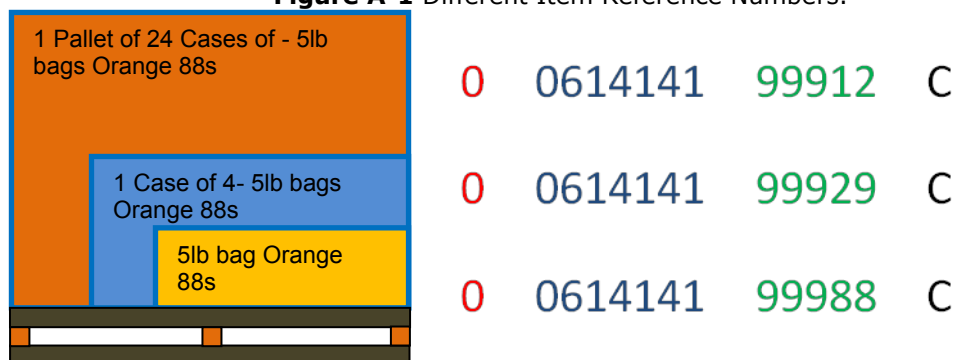 Figure A-1 Different Item Reference Numbers.
1 Pallet of 24 Cases of - 5lb
bags Orange 88s
0 0614141 99912 C
1 Case of 4- 5lb bags
Orange 88s
0 0614141 99929 C
5lb bag Orange
88s
0 0614141 99988 C